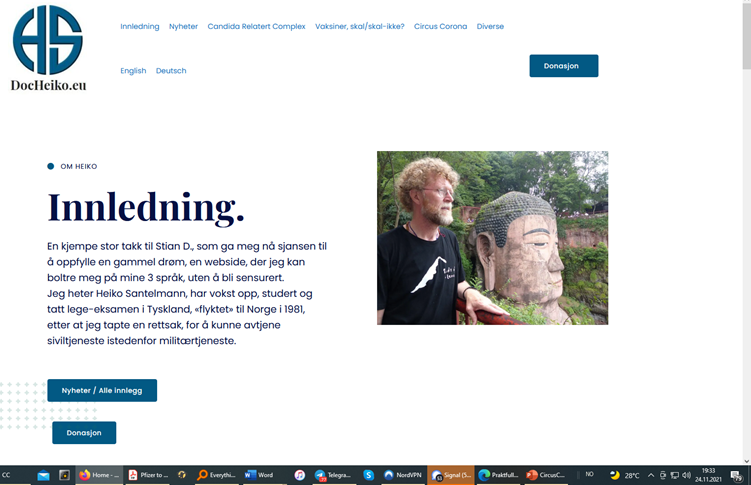 HS
DocHeiko.eu
Innledning Nyheter Candida Relatert Complex Vaksiner, skal/skal-ikke? Circus Corona Diverse
English Deutsch
Donasjon
OM HEIKO
Innledning.
En kjempe stor takk til Stian D., som ga meg nå sjansen til
å oppfylle en gammel drøm, en webside, der jeg kan
boltre meg på mine 3 språk, uten å bli sensurert.
Jeg heter Heiko Santelmann, har vokst opp, studert og
tatt lege-eksamen i Tyskland, «flyktet» til Norge i 1981,
etter at jeg tapte en rettsak, for å kunne avtjene
siviltjeneste istedenfor militærtjeneste.
Nyheter / Alle innlegg
Donasjon
CC Home - ... Pfizer to ... Everythi... Word Telegra... NordVPN Signal (5... Praktfull... CircusC... NO 28°C 19:33
24.11.2021